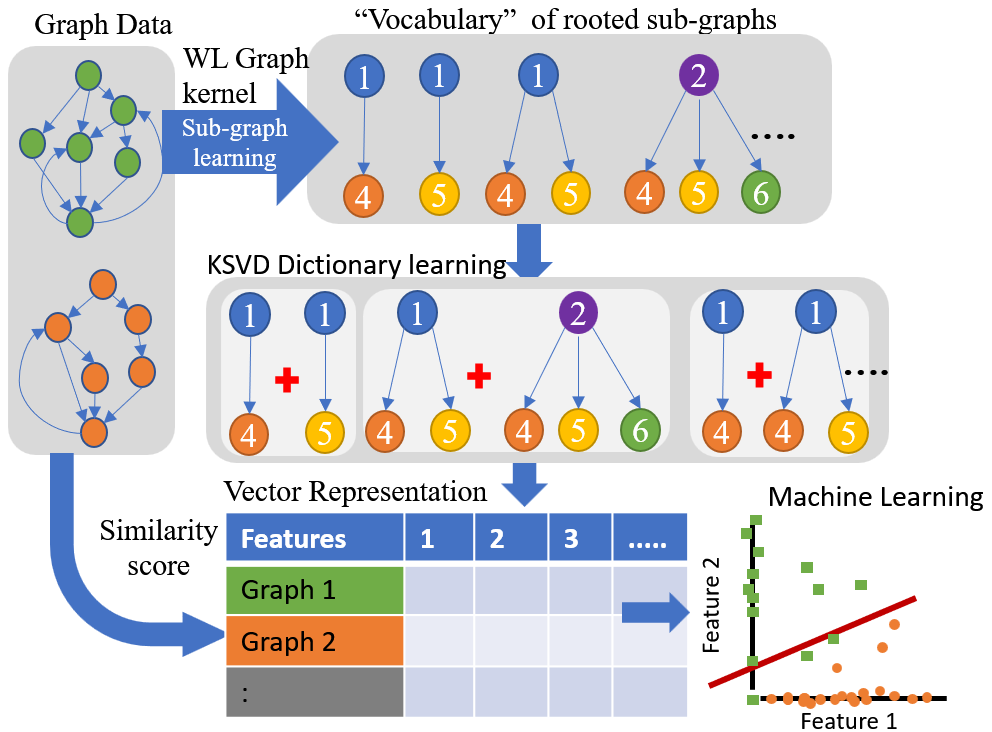 Graph Data
"Vocabulary" of rooted sub-graphs
WL Graph
kernel
Sub-graph
learning
1 1 1 2
....
4 5 4 5 4 5 6
KSVD Dictionary learning
1 1 1 2 1 1
....
4 5 4 5 4 5 6 4 4 5
Vector Representation
Similarity
score
Features 1 2 3 .....
Graph 1
Graph 2
:
Machine Learning
Feature 2
Feature 1